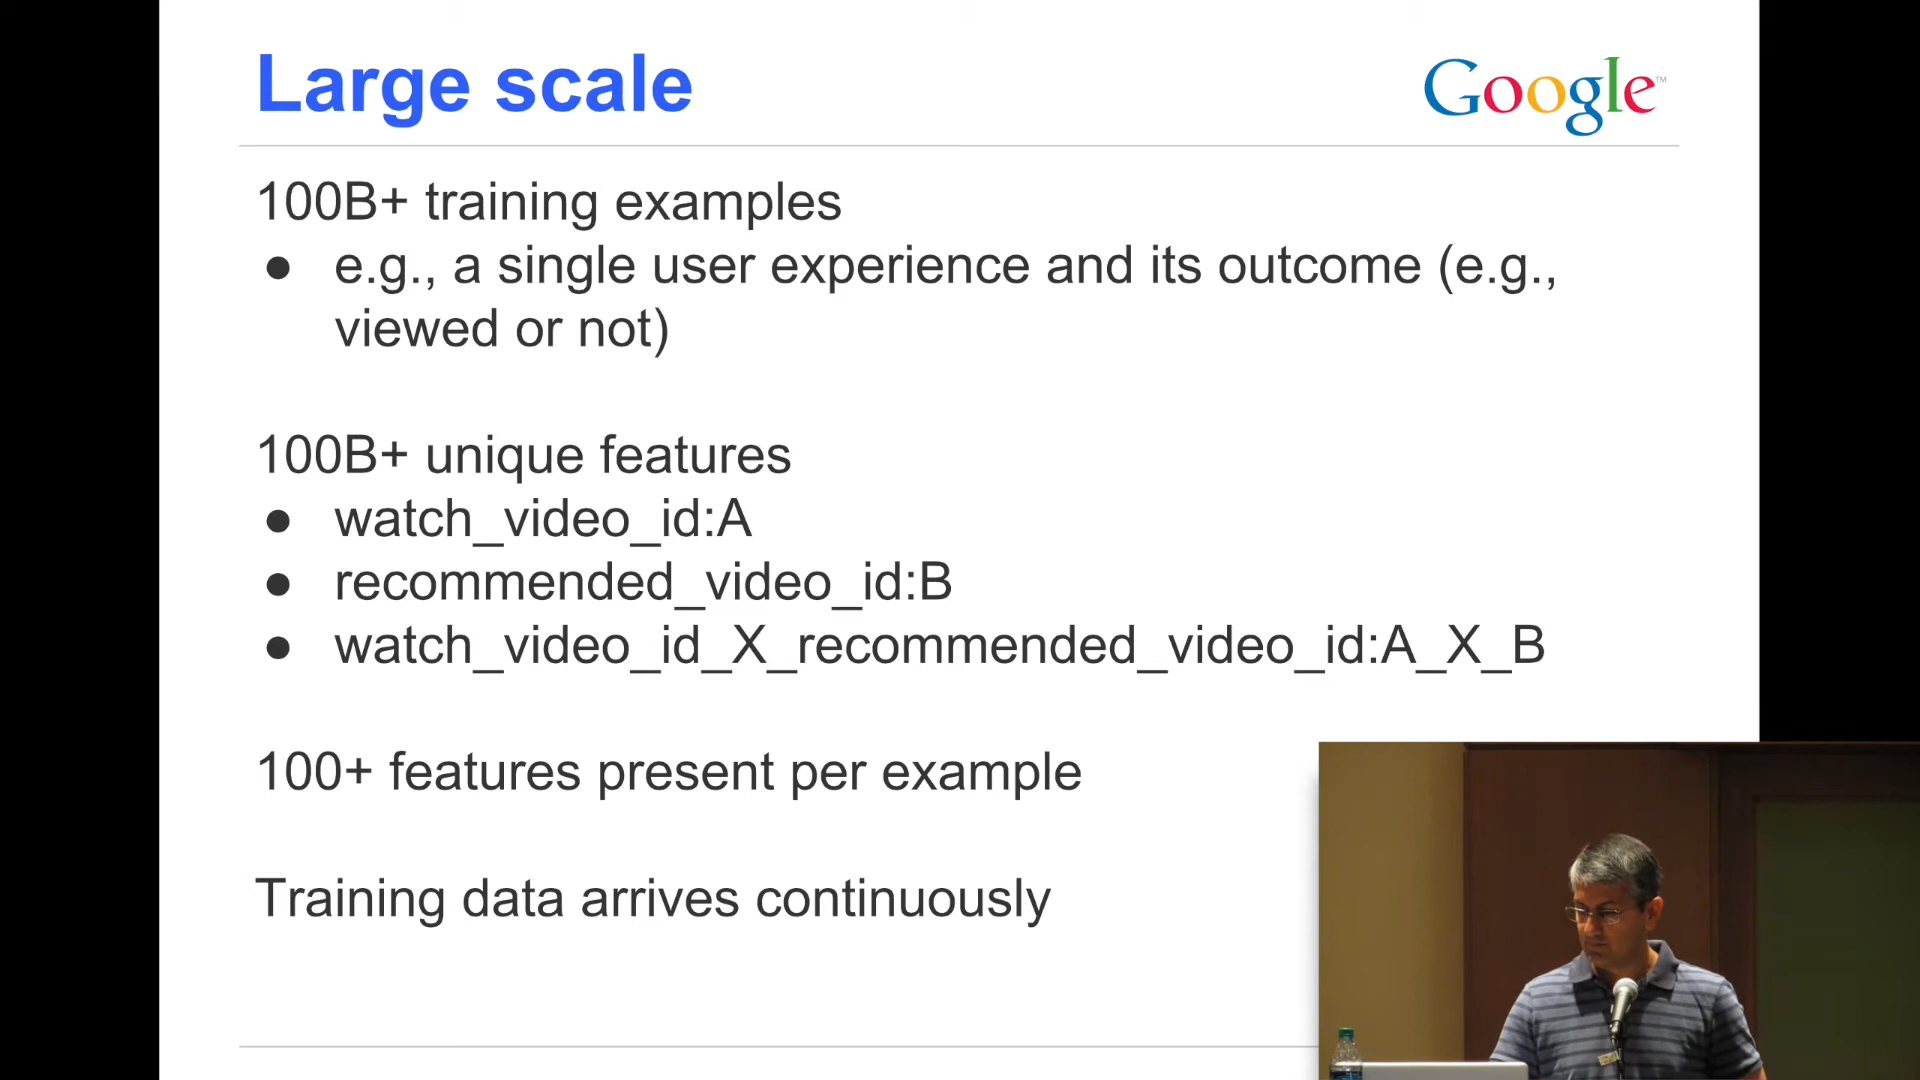 Large scale
Google™
100B+ training examples
● e.g., a single user experience and its outcome (e.g.,
viewed or not)
100B+ unique features
● watch_video_id:A
● recommended_video_id:B
● watch_video_id_X_recommended_video_id:A_X_B
100+ features present per example
Training data arrives continuously